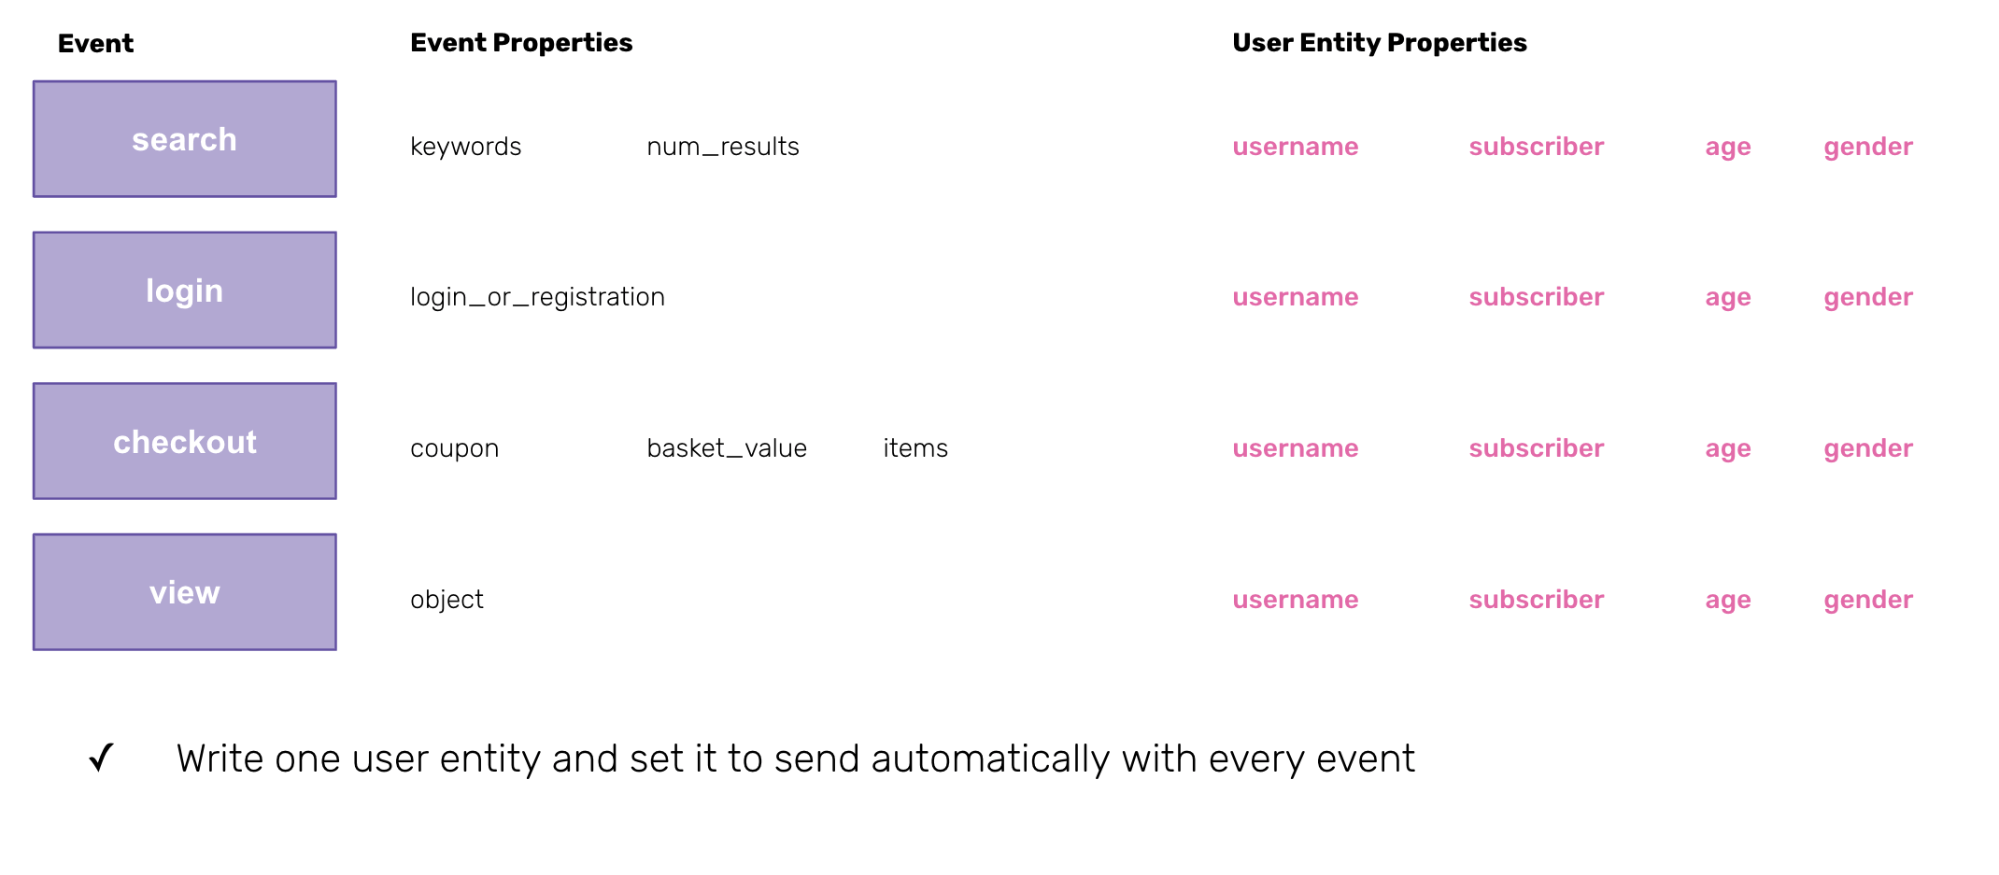 Event Event Properties User Entity Properties
search keywords num_results username subscriber age gender
login login_or_registration username subscriber age gender
checkout coupon basket_value items username subscriber age gender
view object username subscriber age gender
✓ Write one user entity and set it to send automatically with every event